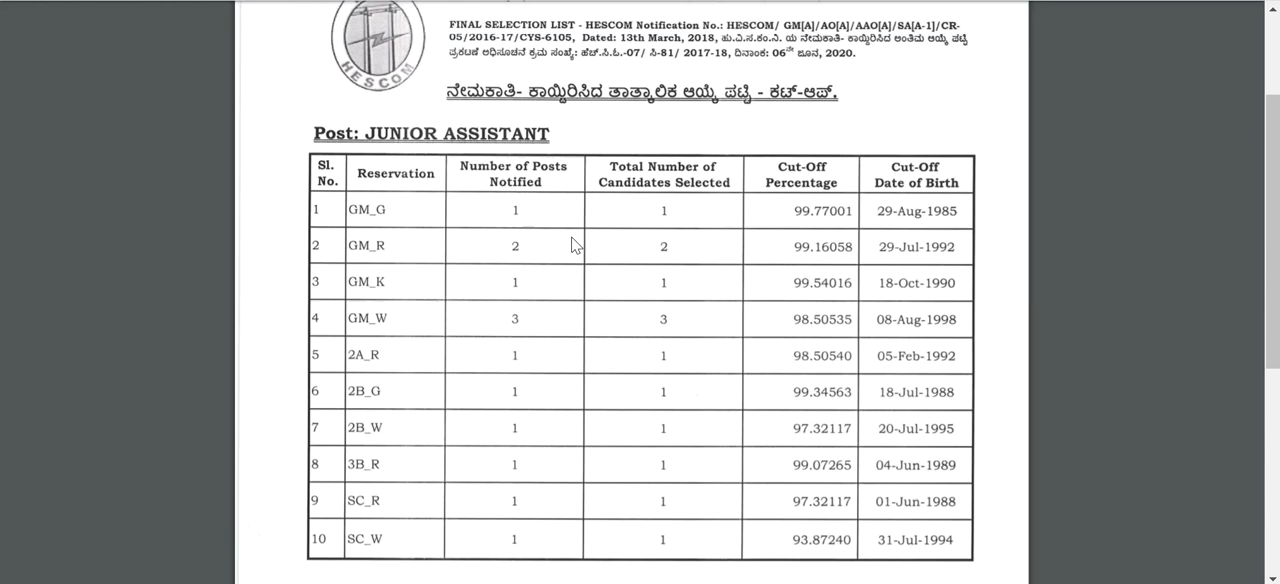 HESCOM
FINAL SELECTION LIST - HESCOM Notification No.: HESCOM/ GM[A]/AO[A]/AAO[A]/SA[A-1]/CR-
05/2016-17/CYS-6105, Dated: 13th March, 2018, ಹು.ವಿ.ಸ.ಕಂ.ನಿ. ಯ ನೇಮಕಾತಿ- ಕಾಯ್ದಿರಿಸಿದ ಅಂತಿಮ ಆಯ್ಕೆ ಪಟ್ಟಿ
ಪ್ರಕಟಣೆ ಅಧಿಸೂಚನೆ ಕ್ರಮ ಸಂಖ್ಯೆ: ಹೆಚ್.ಸಿ.ಓ.-07/ ಸಿ-81/ 2017-18, ದಿನಾಂಕ: 06ನೇ ಜೂನ, 2020.
ನೇಮಕಾತಿ- ಕಾಯ್ದಿರಿಸಿದ ತಾತ್ಕಾಲಿಕ ಆಯ್ಕೆ ಪಟ್ಟಿ - ಕಟ್-ಆಫ್.
Post: JUNIOR ASSISTANT
Sl. No. Reservation Number of Posts Notified Total Number of Candidates Selected Cut-Off Percentage Cut-Off Date of Birth
1 GM_G 1 1 99.77001 29-Aug-1985
2 GM_R 2 2 99.16058 29-Jul-1992
3 GM_K 1 1 99.54016 18-Oct-1990
4 GM_W 3 3 98.50535 08-Aug-1998
5 2A_R 1 1 98.50540 05-Feb-1992
6 2B_G 1 1 99.34563 18-Jul-1988
7 2B_W 1 1 97.32117 20-Jul-1995
8 3B_R 1 1 99.07265 04-Jun-1989
9 SC_R 1 1 97.32117 01-Jun-1988
10 SC_W 1 1 93.87240 31-Jul-1994